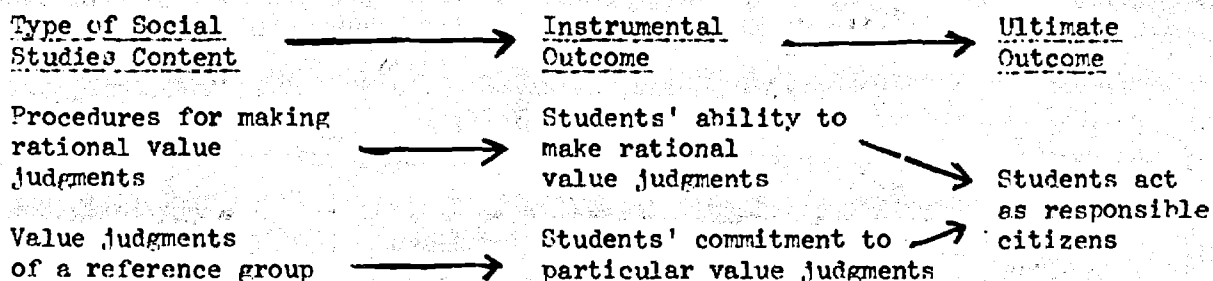 Type of Social Studies Content
Instrumental Outcome
Ultimate Outcome
Procedures for making
rational value
judgments
Students' ability to
make rational
value judgments
Value judgments
of a reference group
Students' commitment to
particular value judgments
Students act
as responsible
citizens